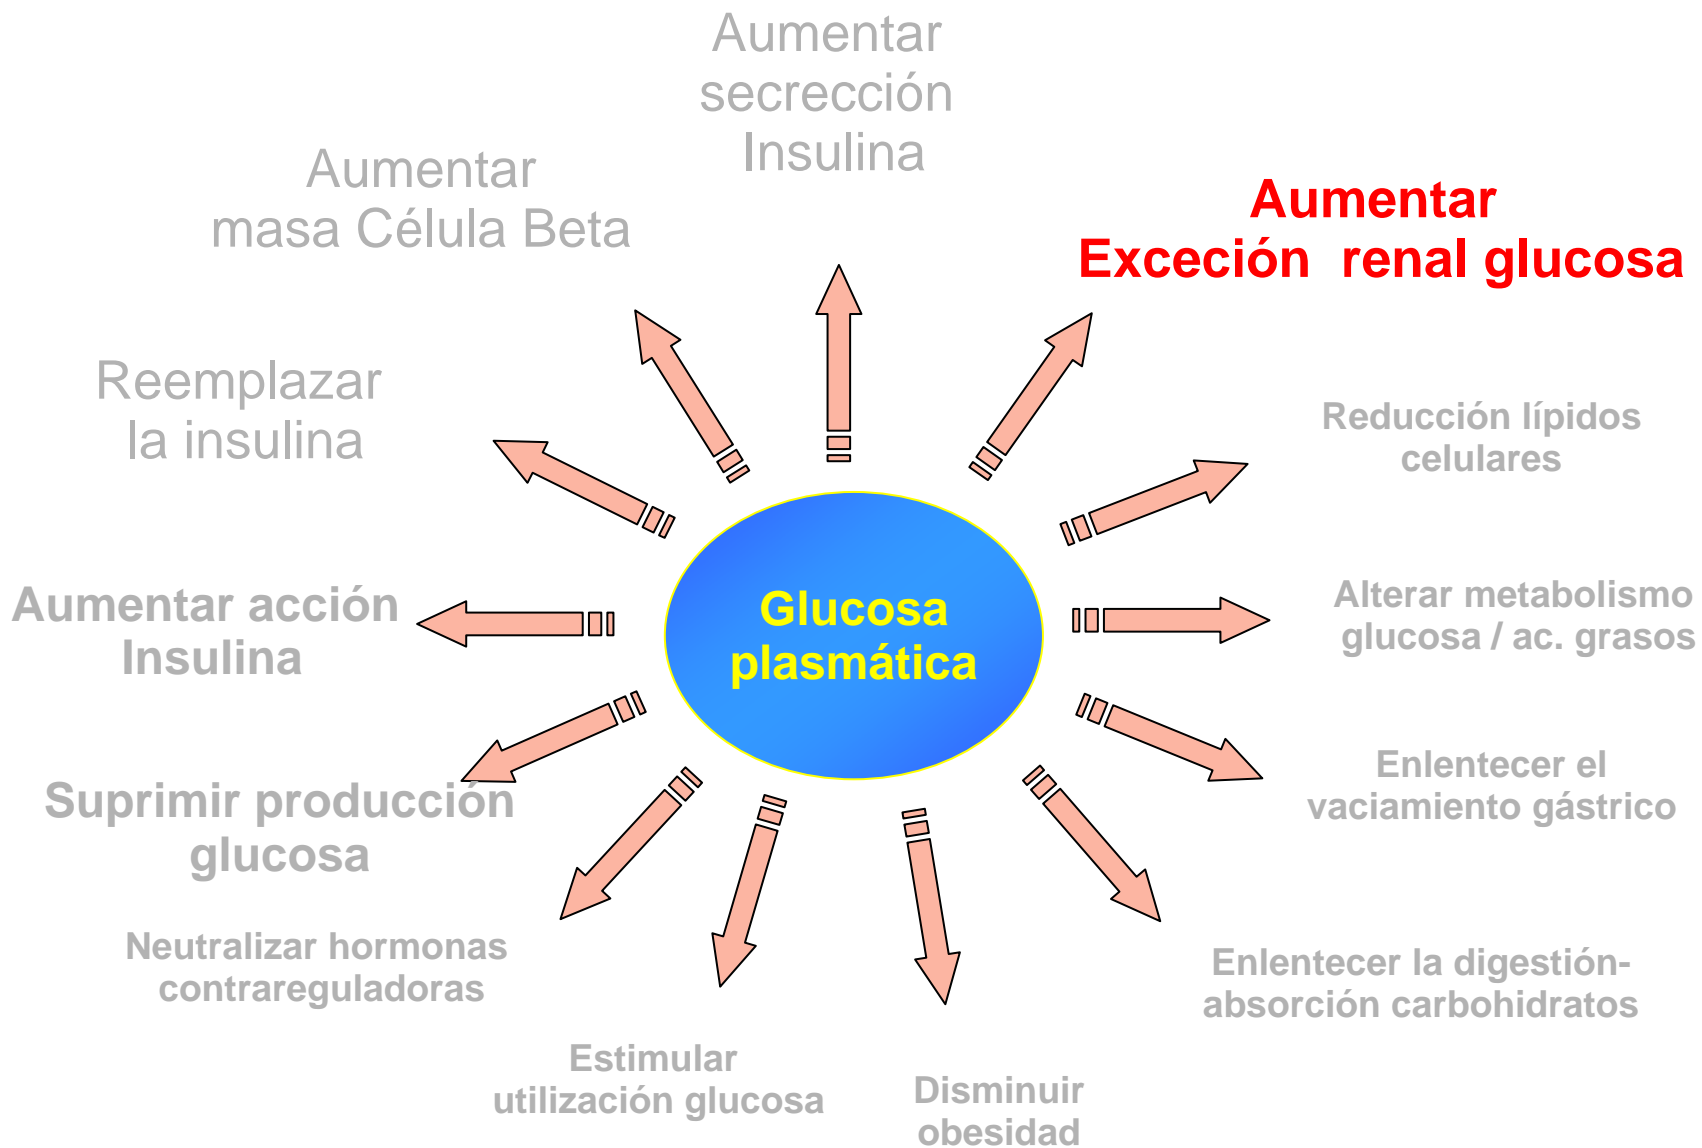 Aumentar
secrección
Insulina
Aumentar
masa Célula Beta
Aumentar
Exceción renal glucosa
Reemplazar
la insulina
Reducción lípidos
celulares
Aumentar acción
Insulina
Glucosa
plasmática
Alterar metabolismo
glucosa / ac. grasos
Suprimir producción
glucosa
Enlentecer el
vaciamiento gástrico
Neutralizar hormonas
contrareguladoras
Enlentecer la digestión-
absorción carbohidratos
Estimular
utilización glucosa
Disminuir
obesidad